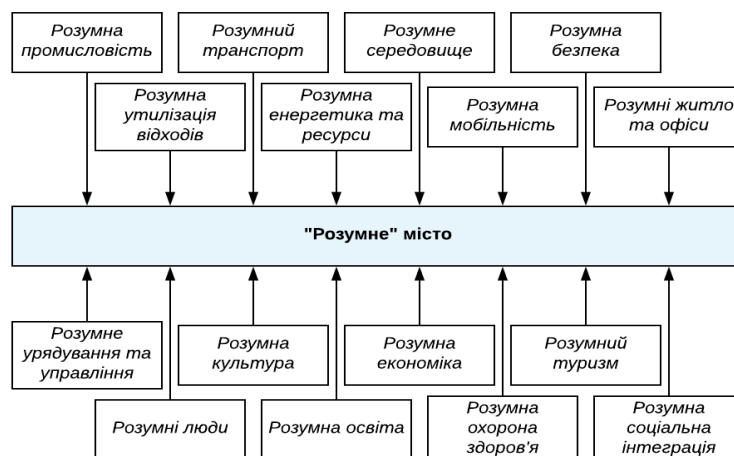 Розумна
промисловість
Розумний
транспорт
Розумне
середовище
Розумна
безпека
Розумна
утилізація
відходів
Розумна
енергетика та
ресурси
Розумна
мобільність
Розумні житло
та офіси
"Розумне" місто
Розумне
урядування та
управління
Розумна
культура
Розумна
економіка
Розумний
туризм
Розумні люди
Розумна освіта
Розумна
охорона
здоров'я
Розумна
соціальна
інтеграція